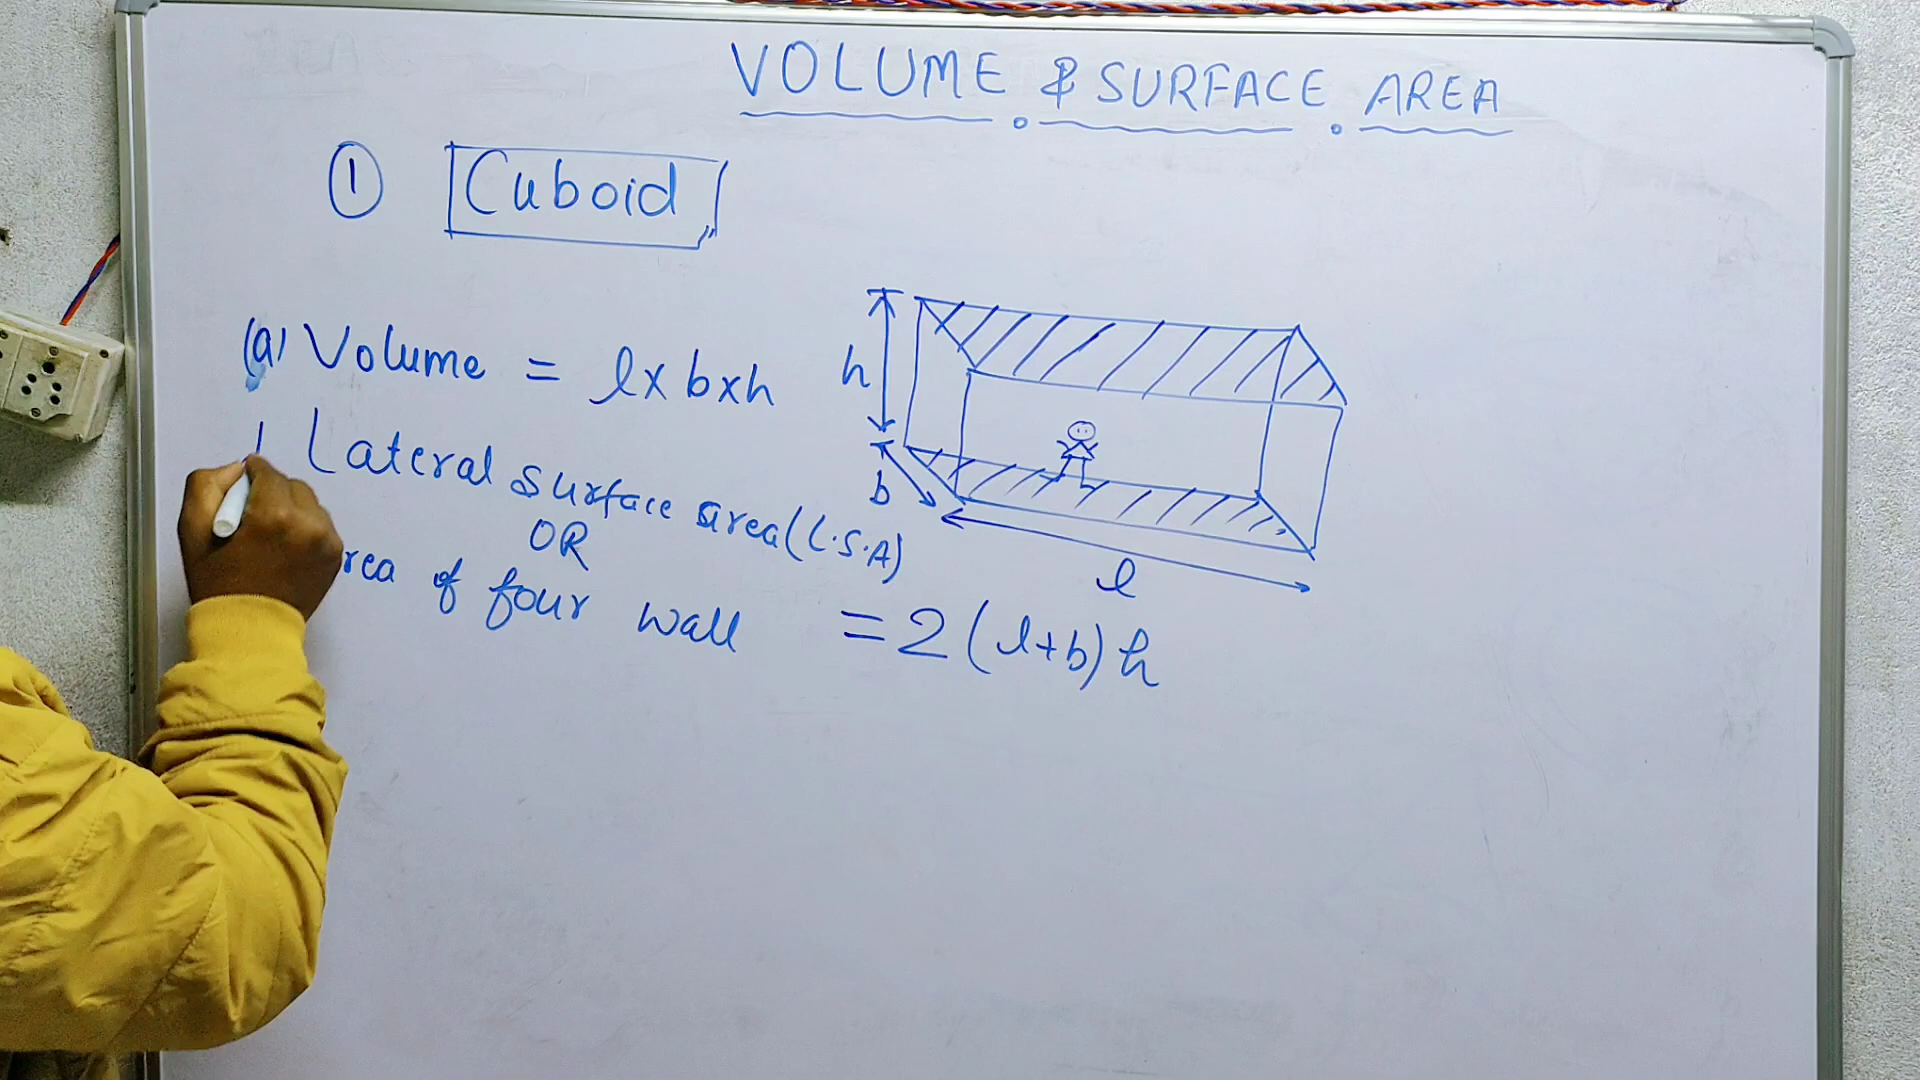 VOLUME & SURFACE AREA
① Cuboid
(a) Volume = l x b x h
Lateral surface area (L.S.A)
OR
rea of four wall = 2 (l+b) h
h
b
l